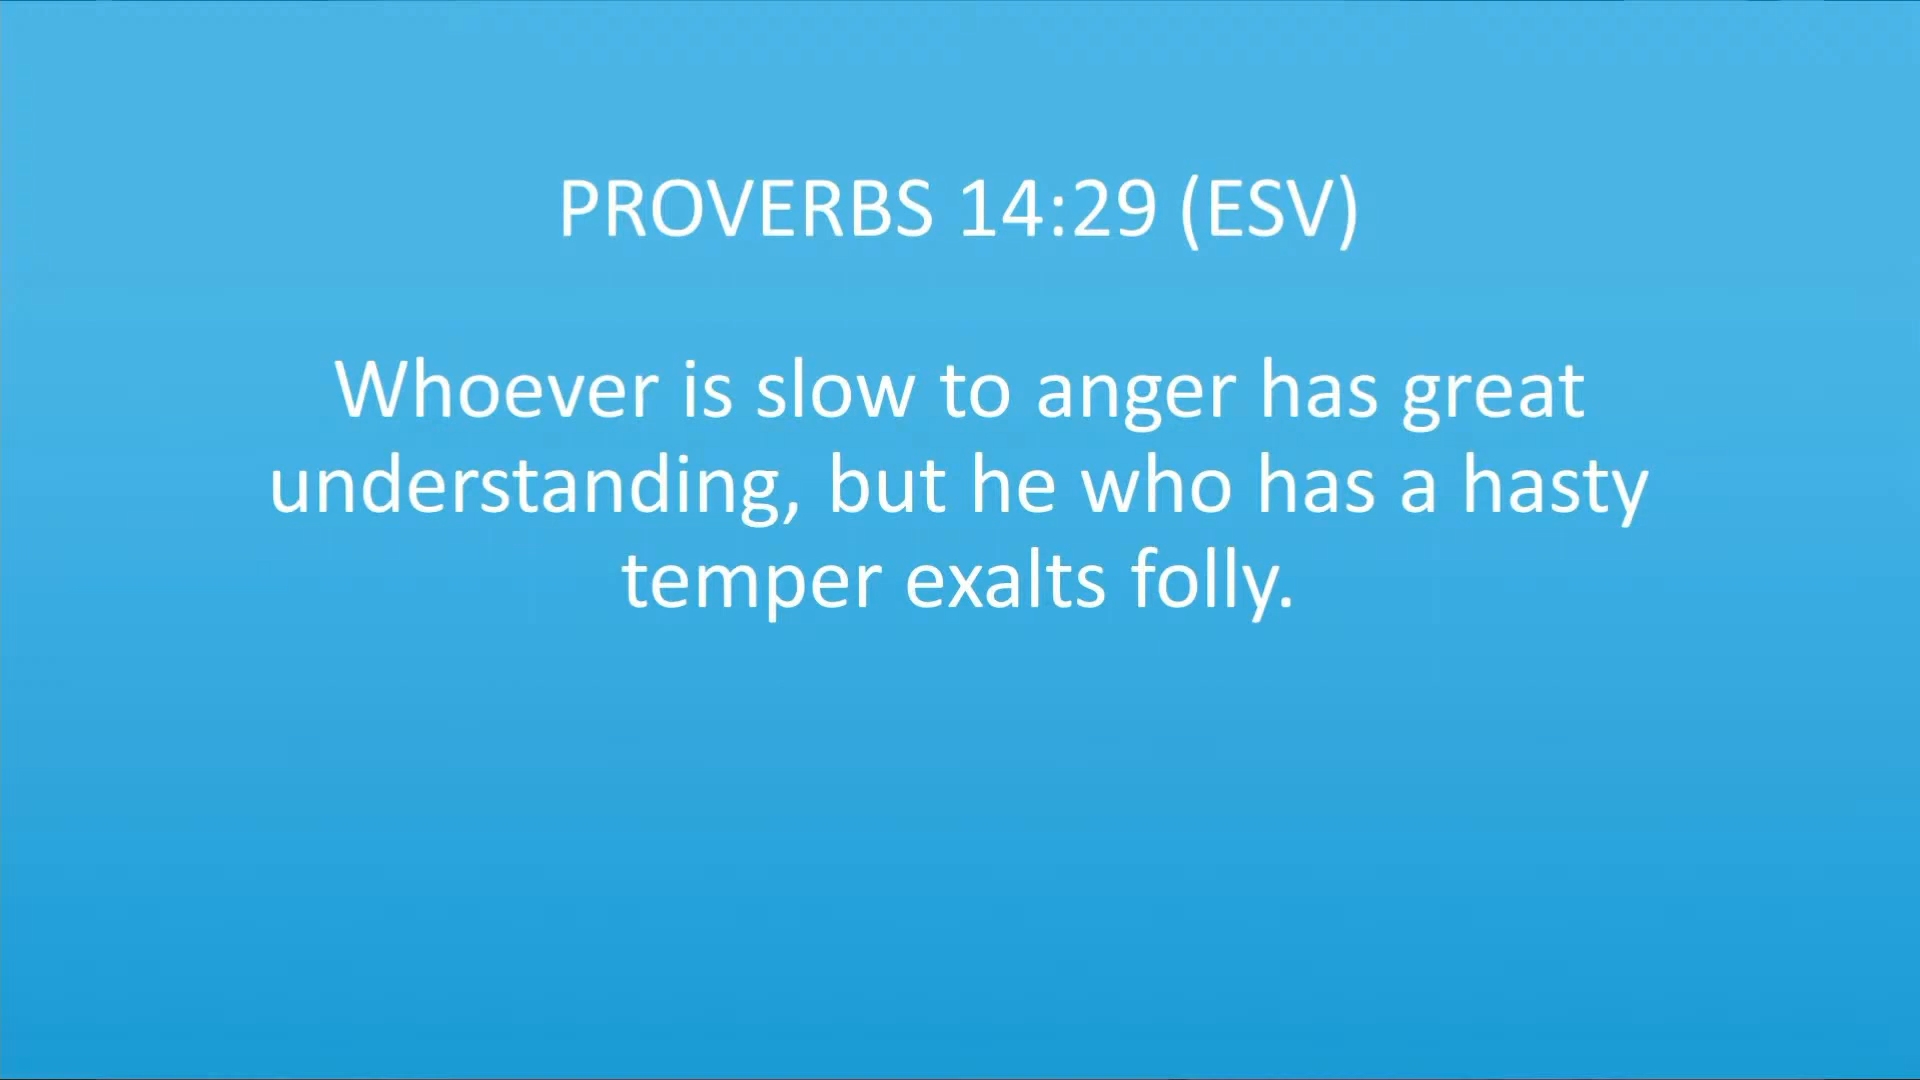 PROVERBS 14:29 (ESV)
Whoever is slow to anger has great
understanding, but he who has a hasty
temper exalts folly.